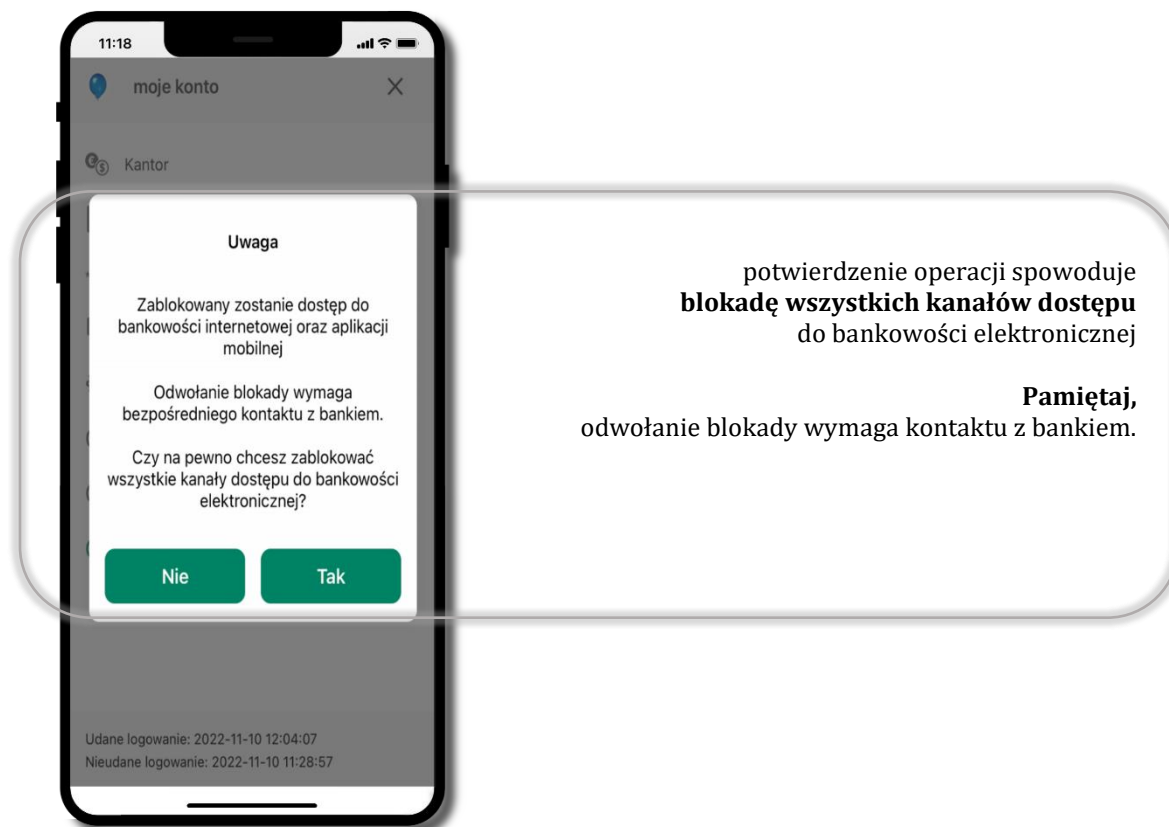 11:18
moje konto
Kantor
Uwaga
Zablokowany zostanie dostęp do
bankowości internetowej oraz aplikacji
mobilnej
Odwołanie blokady wymaga
bezpośredniego kontaktu z bankiem.
Czy na pewno chcesz zablokować
wszystkie kanały dostępu do bankowości
elektronicznej?
Nie Tak
Udane logowanie: 2022-11-10 12:04:07
Nieudane logowanie: 2022-11-10 11:28:57
potwierdzenie operacji spowoduje
blokadę wszystkich kanałów dostępu
do bankowości elektronicznej
Pamiętaj,
odwołanie blokady wymaga kontaktu z bankiem.